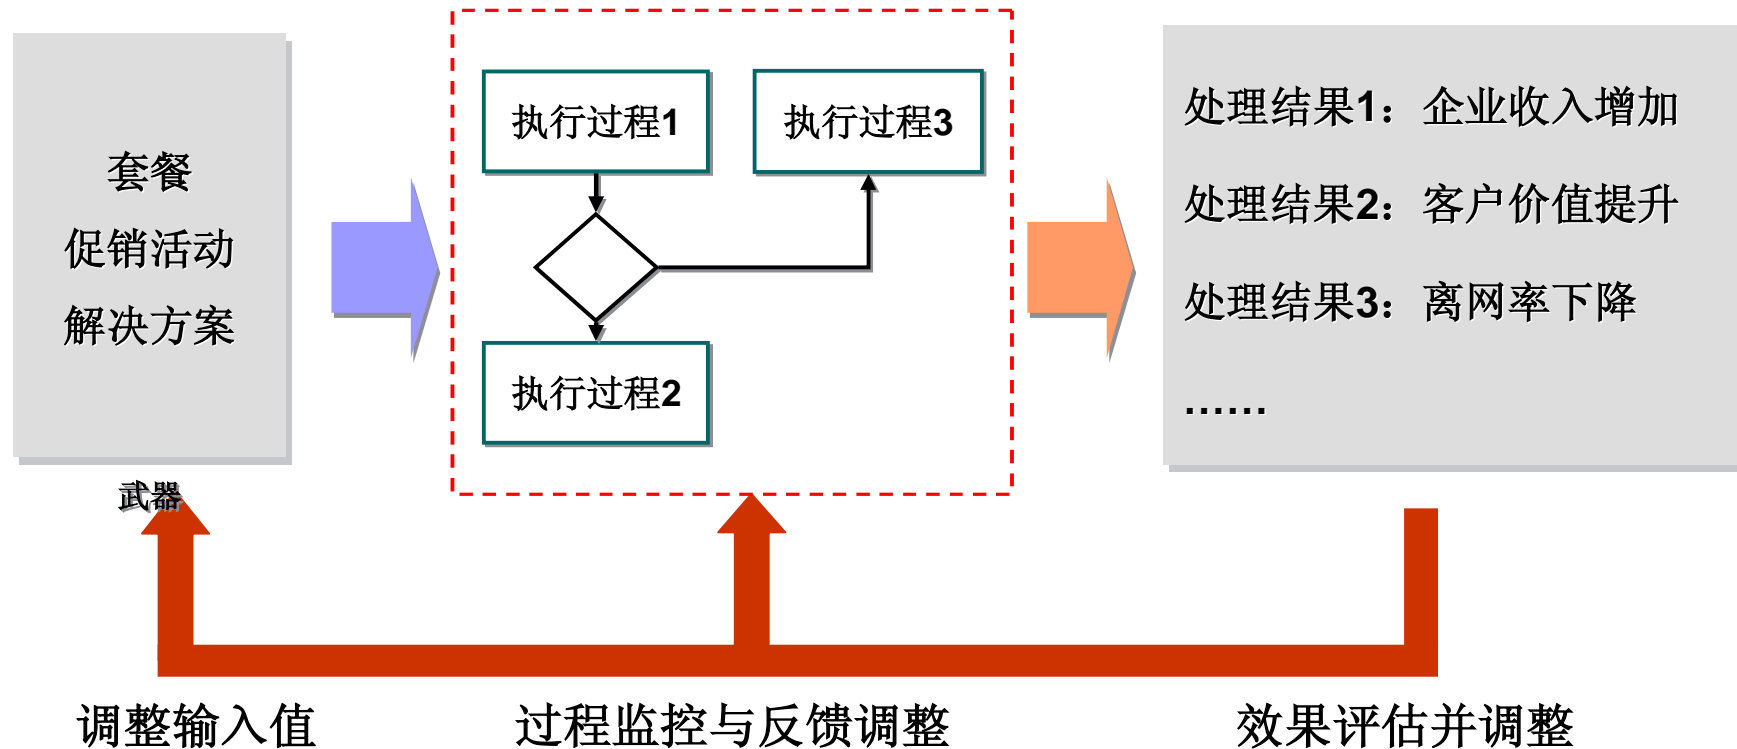 套餐
促销活动
解决方案
武器
执行过程1
执行过程3
执行过程2
处理结果1：企业收入增加
处理结果2：客户价值提升
处理结果3：离网率下降
……
调整输入值
过程监控与反馈调整
效果评估并调整